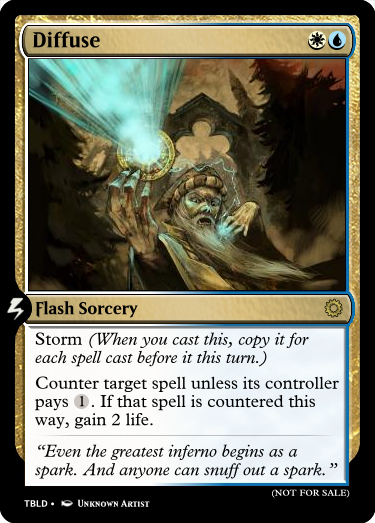 Diffuse
Flash Sorcery
Storm (When you cast this, copy it for
each spell cast before it this turn.)
Counter target spell unless its controller
pays 1. If that spell is countered this
way, gain 2 life.
“Even the greatest inferno begins as a
spark. And anyone can snuff out a spark.”
TBLD • Unknown Artist
(NOT FOR SALE)